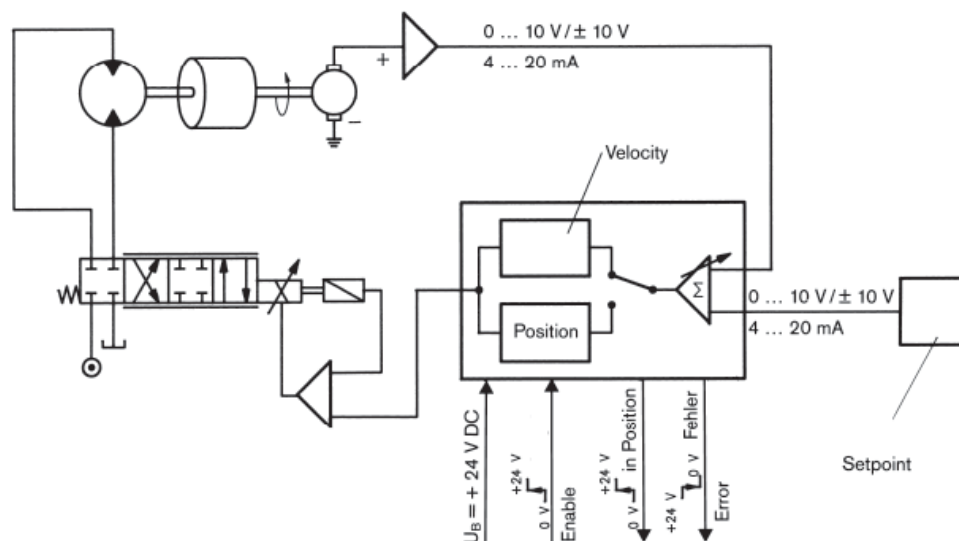 0 ... 10 V/± 10 V
+
4 ... 20 mA
−
Velocity
Σ
0 ... 10 V/± 10 V
Position
4 ... 20 mA
Setpoint
U_B = + 24 V DC
+24 V
0 V
Enable
+24 V
0 V
in Position
+24 V
0 V
Fehler
Error